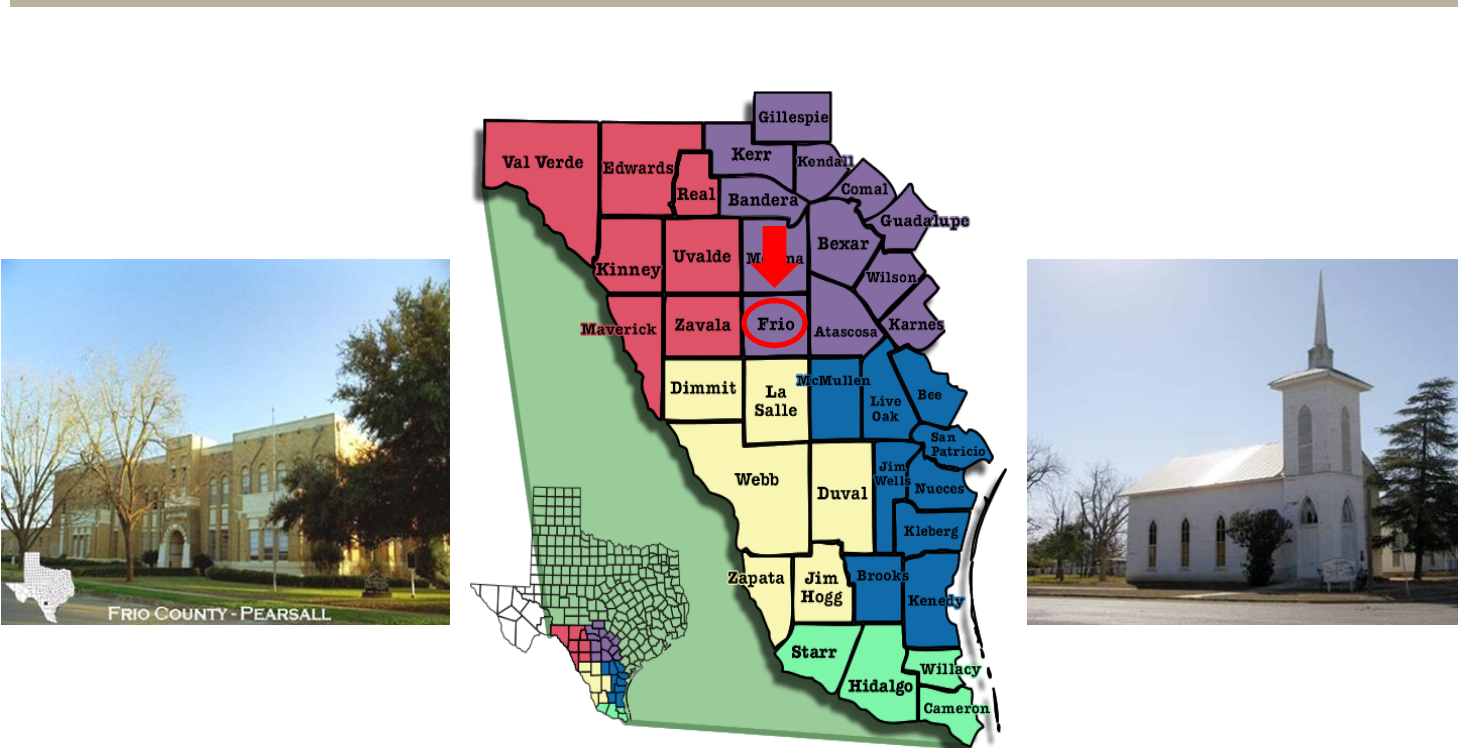 Gillespie
Val Verde
Edwards
Real
Kerr
Kendall
Comal
Bandera
Guadalupe
Bexar
Kinney
Uvalde
Wilson
Maverick
Zavala
Frio
Atascosa
Karnes
Dimmit
La
Salle
McMullen
Live
Oak
Bee
San
Patricio
Webb
Duval
Jim
Wells
Nueces
Kleberg
Zapata
Jim
Hogg
Brooks
Kenedy
Starr
Hidalgo
Willacy
Cameron
FRIO COUNTY - PEARSALL